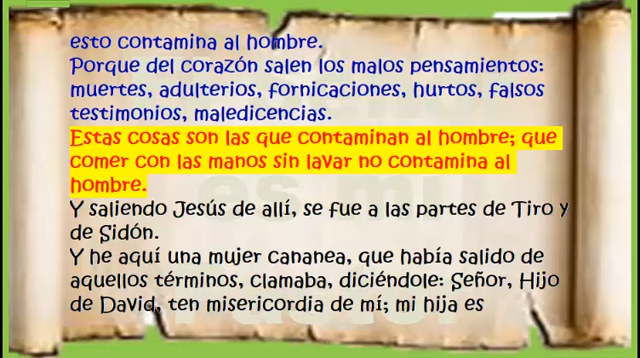 esto contamina al hombre.
Porque del corazón salen los malos pensamientos:
muertes, adulterios, fornicaciones, hurtos, falsos
testimonios, maledicencias.
Estas cosas son las que contaminan al hombre; que
comer con las manos sin lavar no contamina al
hombre.
Y saliendo Jesús de allí, se fue a las partes de Tiro y
de Sidón.
Y he aquí una mujer cananea, que había salido de
aquellos términos, clamaba, diciéndole: Señor, Hijo
de David, ten misericordia de mí; mi hija es